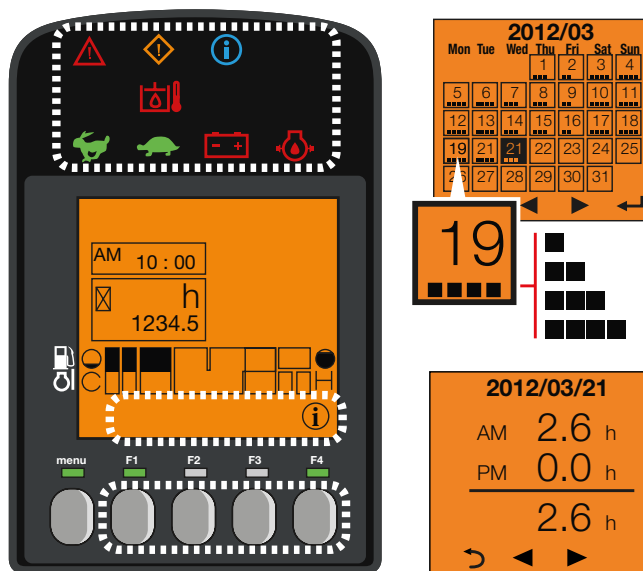 AM 10 : 00
h
1234.5
C H
i
menu F1 F2 F3 F4
2012/03
Mon Tue Wed Thu Fri Sat Sun
1 2 3 4
5 6 7 8 9 10 11
12 13 14 15 16 17 18
19 21 21 22 23 24 25
26 27 28 29 30 31
19
2012/03/21
AM 2.6 h
PM 0.0 h
2.6 h